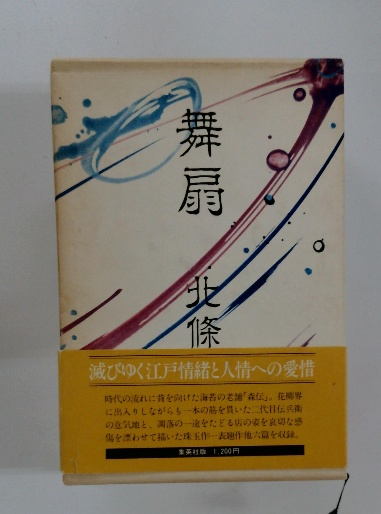 舞扇
北條
滅びゆく江戸情緒と人情への愛惜
時代の流れに背を向けた海苔の老舗「森伝」。花柳界
に出入りしながらも一本の筋を貫いた二代目伝兵衛
の意気地と、凋落の一途をたどる店の姿を哀切な感
傷を漂わせて描いた珠玉作―表題作他六篇を収録。
集英社版 1,200円